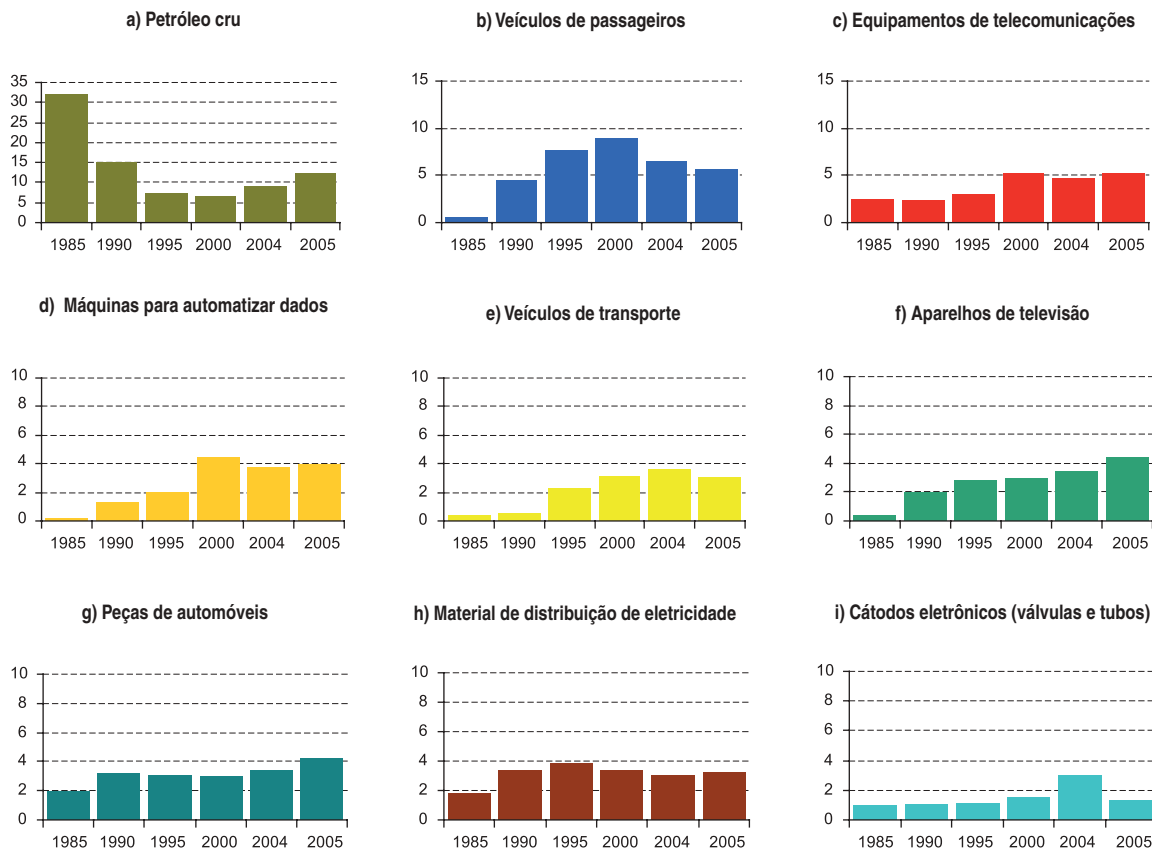 a) Petróleo cru
35
30
25
20
15
10
5
0
1985 1990 1995 2000 2004 2005
b) Veículos de passageiros
15
10
5
0
1985 1990 1995 2000 2004 2005
c) Equipamentos de telecomunicações
15
10
5
0
1985 1990 1995 2000 2004 2005
d) Máquinas para automatizar dados
10
8
6
4
2
0
1985 1990 1995 2000 2004 2005
e) Veículos de transporte
10
8
6
4
2
0
1985 1990 1995 2000 2004 2005
f) Aparelhos de televisão
10
8
6
4
2
0
1985 1990 1995 2000 2004 2005
g) Peças de automóveis
10
8
6
4
2
0
1985 1990 1995 2000 2004 2005
h) Material de distribuição de eletricidade
10
8
6
4
2
0
1985 1990 1995 2000 2004 2005
i) Cátodos eletrônicos (válvulas e tubos)
10
8
6
4
2
0
1985 1990 1995 2000 2004 2005